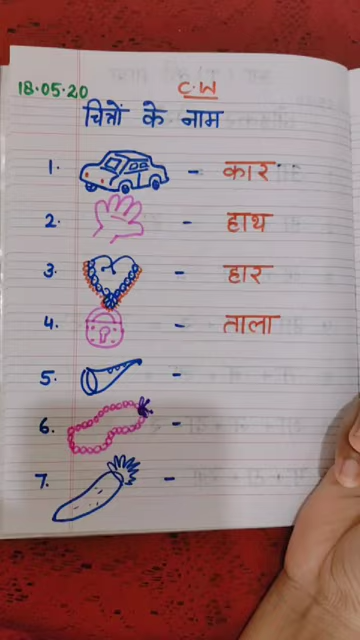 18.05.20
C.W
चित्रों के नाम
1. - कार
2. - हाथ
3. - हार
4. - ताला
5. -
6. -
7. -